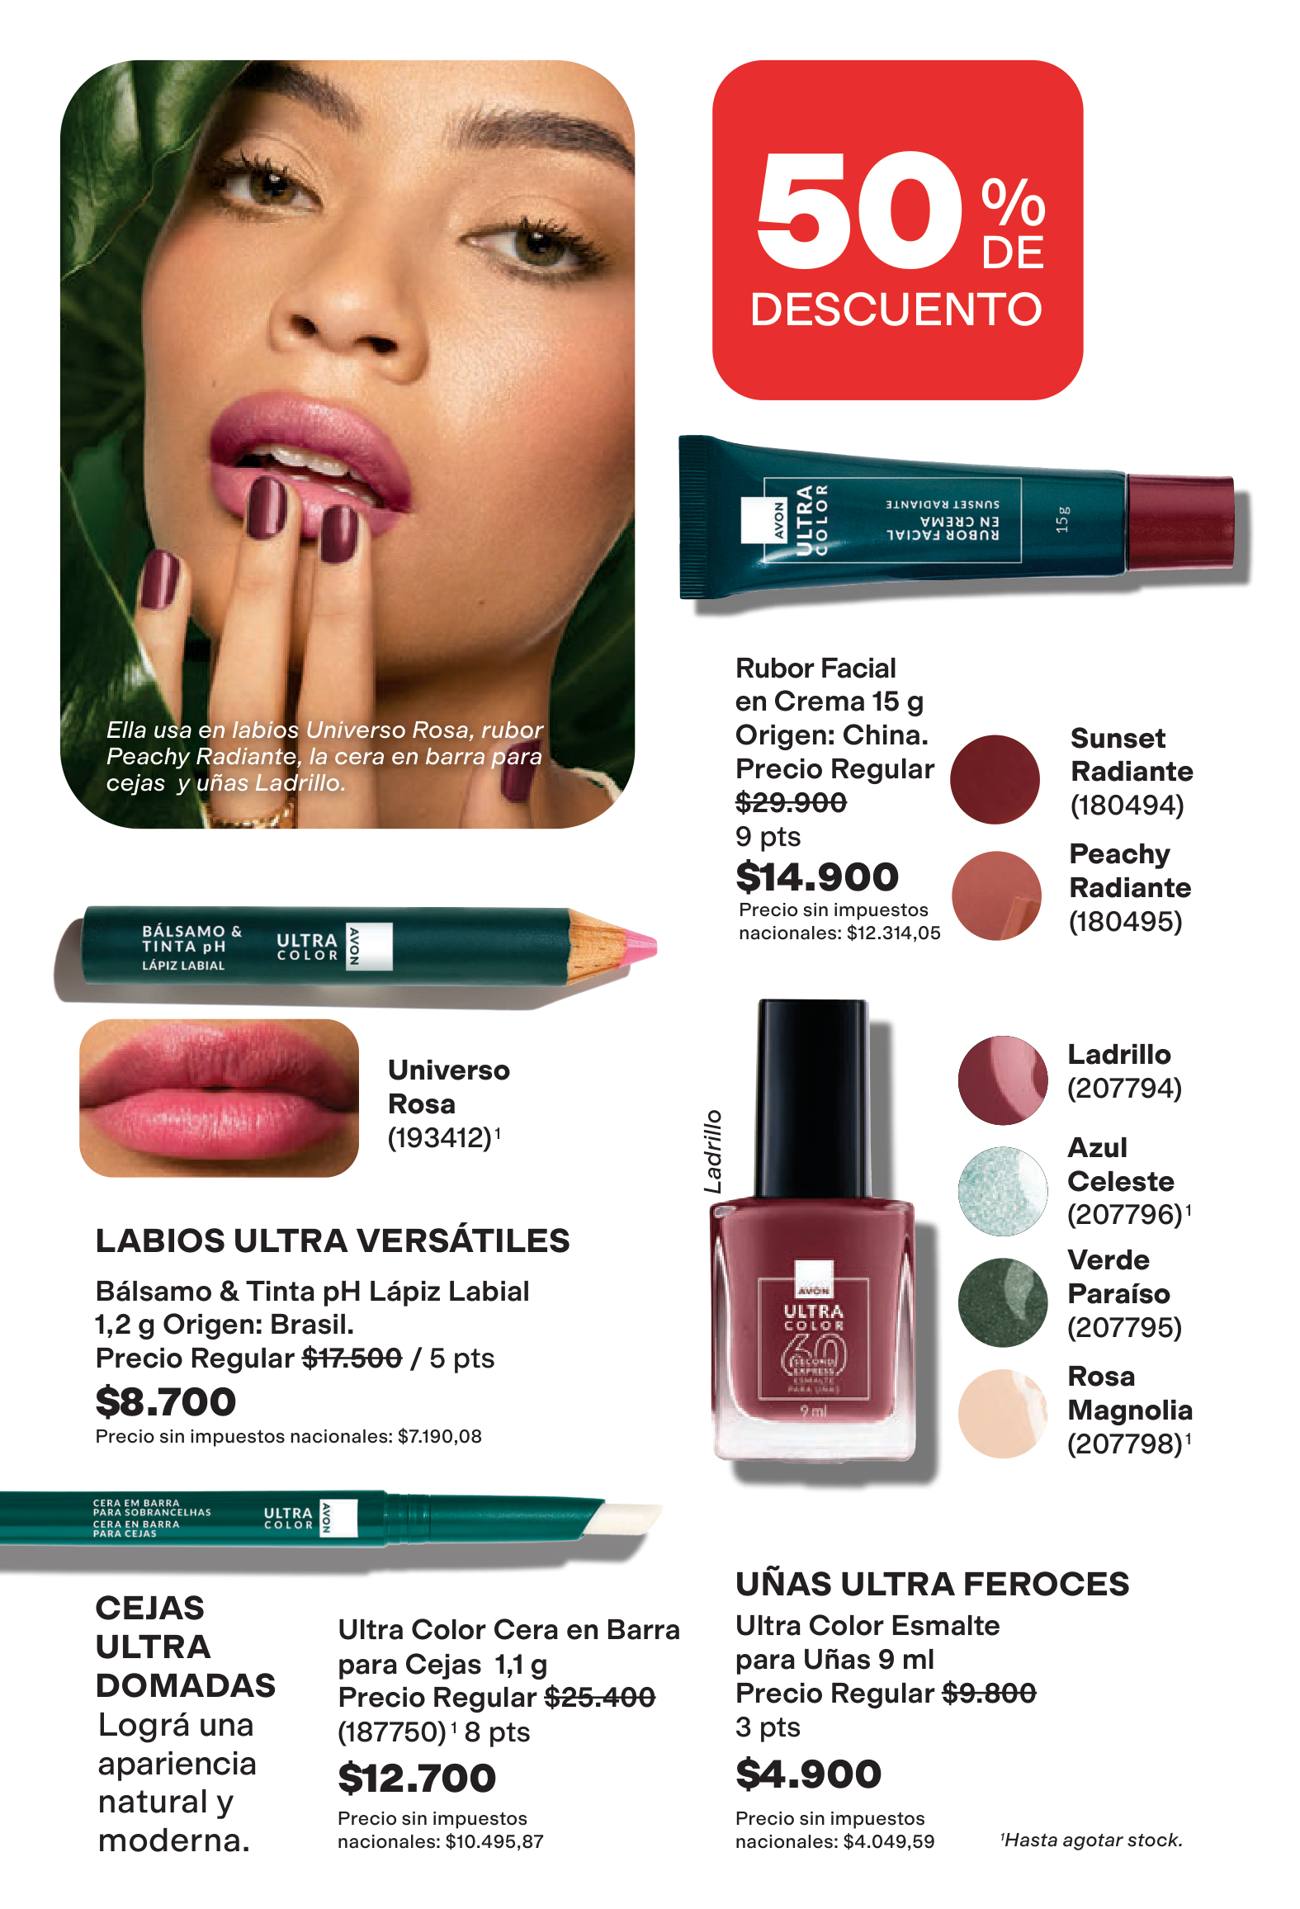 50%
DE
DESCUENTO
AVON
ULTRA
COLOR
RUBOR FACIAL
EN CREMA
SUNSET RADIANTE
15g
Ella usa en labios Universo Rosa, rubor
Peachy Radiante, la cera en barra para
cejas y uñas Ladrillo.
Rubor Facial
en Crema 15 g
Origen: China.
Precio Regular
$29.900
9 pts
$14.900
Precio sin impuestos
nacionales: $12.314,05
Sunset
Radiante
(180494)
Peachy
Radiante
(180495)
BÁLSAMO &
TINTA pH
LÁPIZ LABIAL
ULTRA
COLOR
AVON
Universo
Rosa
(193412)¹
LABIOS ULTRA VERSÁTILES
Bálsamo & Tinta pH Lápiz Labial
1,2 g Origen: Brasil.
Precio Regular $17.500 / 5 pts
$8.700
Precio sin impuestos nacionales: $7.190,08
Ladrillo
AVON
ULTRA
COLOR
60
SECOND
EXPRESS
ESMALTE
PARA UÑAS
9 ml
Ladrillo
(207794)
Azul
Celeste
(207796)¹
Verde
Paraíso
(207795)
Rosa
Magnolia
(207798)¹
CERA EM BARRA
PARA SOBRANCELHAS
CERA EN BARRA
PARA CEJAS
ULTRA
COLOR
AVON
CEJAS
ULTRA
DOMADAS
Lográ una
apariencia
natural y
moderna.
Ultra Color Cera en Barra
para Cejas 1,1 g
Precio Regular $25.400
(187750)¹ 8 pts
$12.700
Precio sin impuestos
nacionales: $10.495,87
UÑAS ULTRA FEROCES
Ultra Color Esmalte
para Uñas 9 ml
Precio Regular $9.800
3 pts
$4.900
Precio sin impuestos
nacionales: $4.049,59
¹Hasta agotar stock.